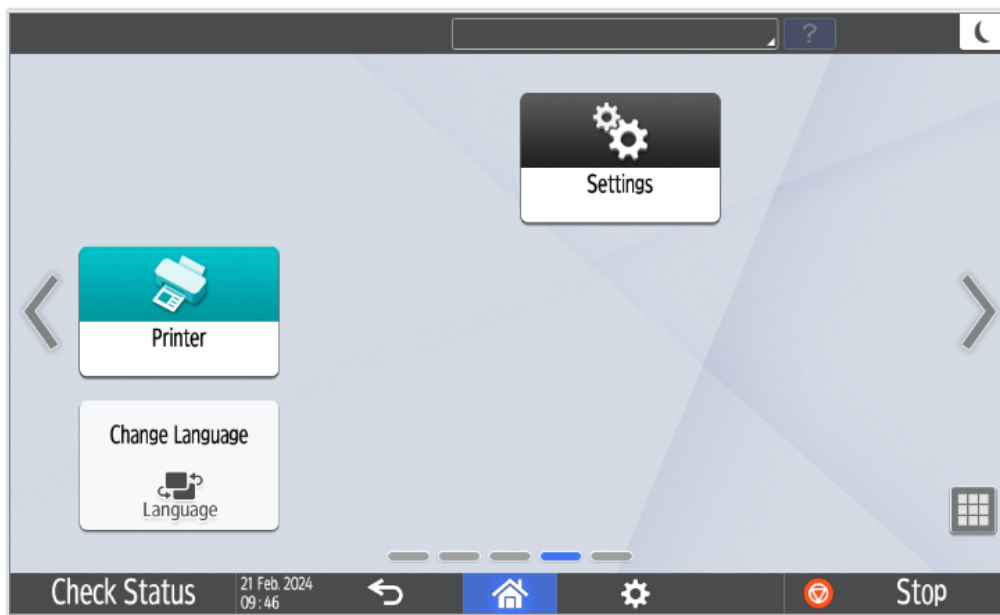 ?
Settings
Printer
Change Language
Language
Check Status
21 Feb. 2024
09:46
Stop